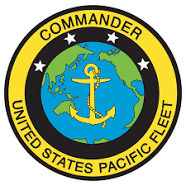 COMMANDER
UNITED STATES PACIFIC FLEET